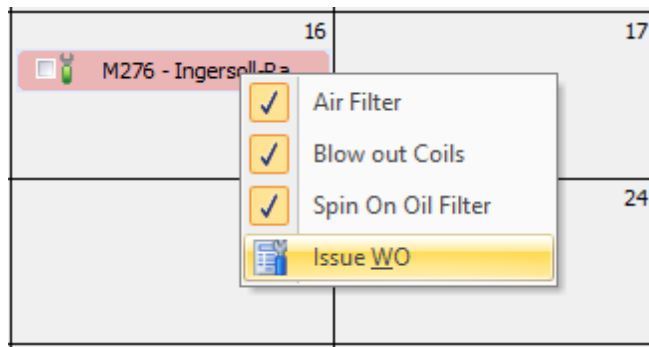 16
17
M276 - Ingersoll-Ra
Air Filter
Blow out Coils
Spin On Oil Filter
24
Issue WO